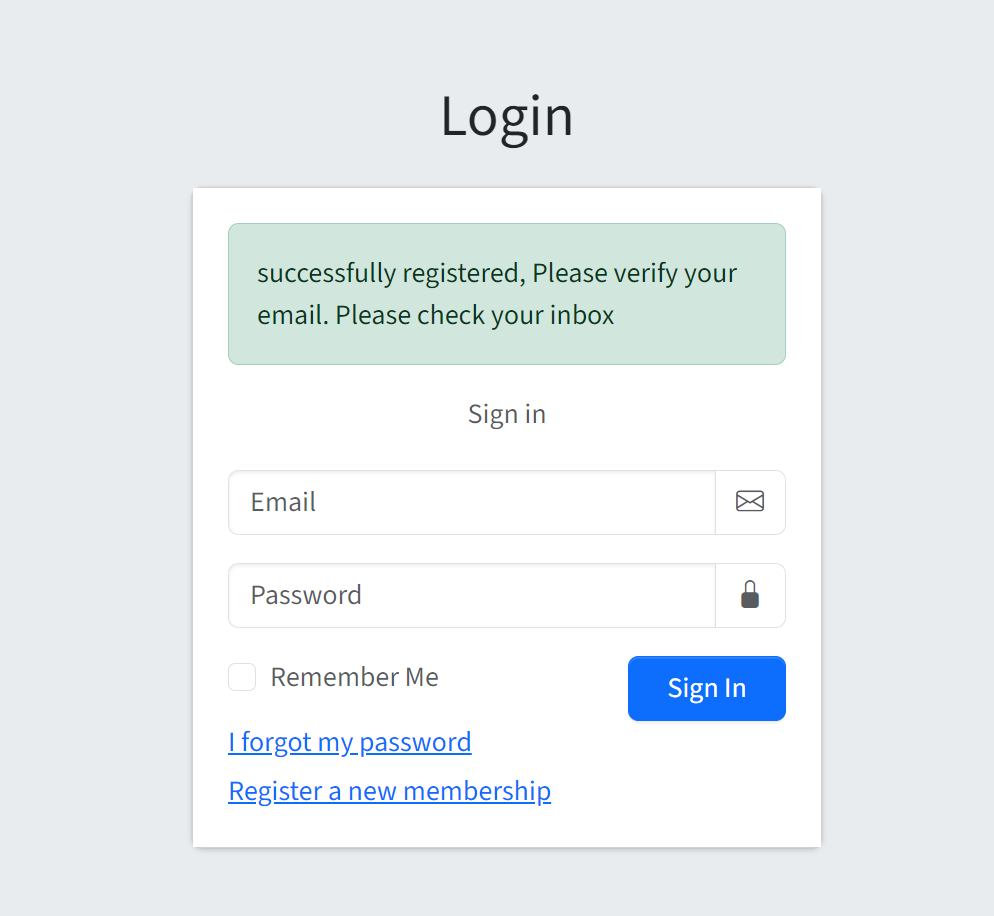 Login
successfully registered, Please verify your
email. Please check your inbox
Sign in
Email
Password
Remember Me
Sign In
I forgot my password
Register a new membership